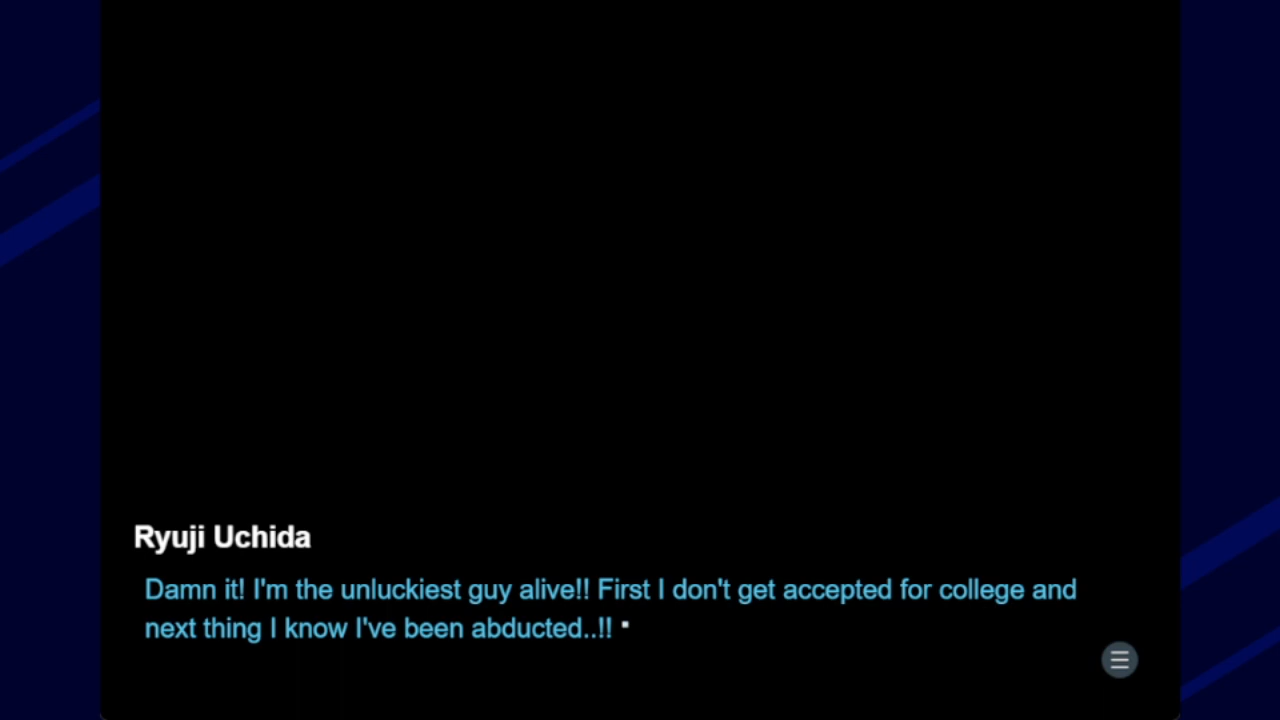 Ryuji Uchida
Damn it! I'm the unluckiest guy alive!! First I don't get accepted for college and
next thing I know I've been abducted..!!